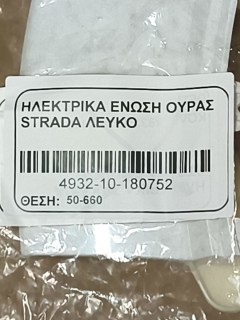 ΗΛΕΚΤΡΙΚΑ ΕΝΩΣΗ ΟΥΡΑΣ
STRADA ΛΕΥΚΟ
4932-10-180752
ΘΕΣΗ: 50-660